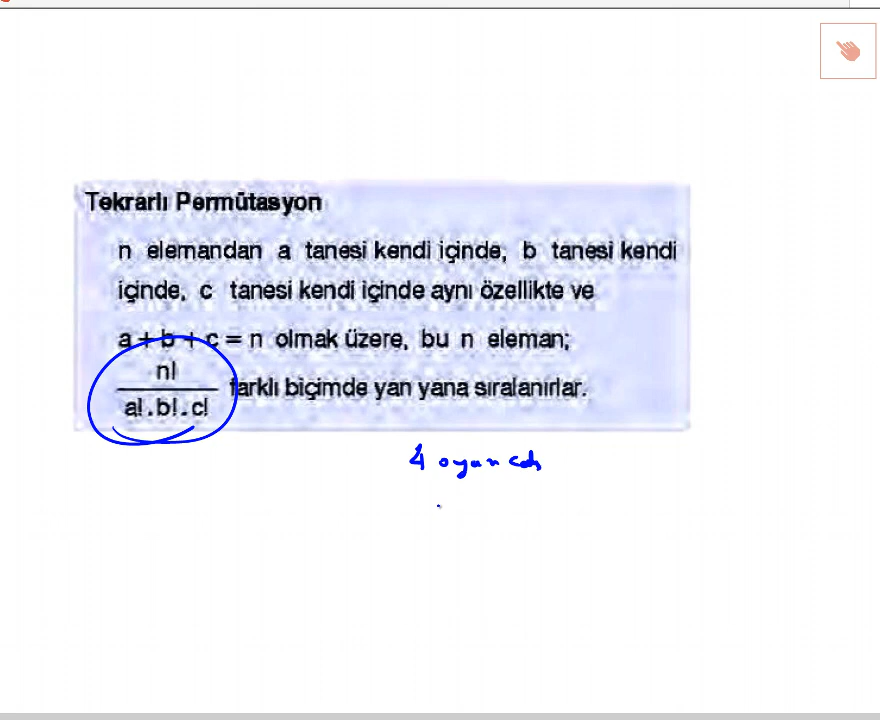 Tekrarlı Permütasyon
n elemandan a tanesi kendi içinde, b tanesi kendi
içinde, c tanesi kendi içinde aynı özellikte ve
a + b + c = n olmak üzere, bu n eleman;
n!
a! . b! . c!
farklı biçimde yan yana sıralanırlar.
4 oyuncak